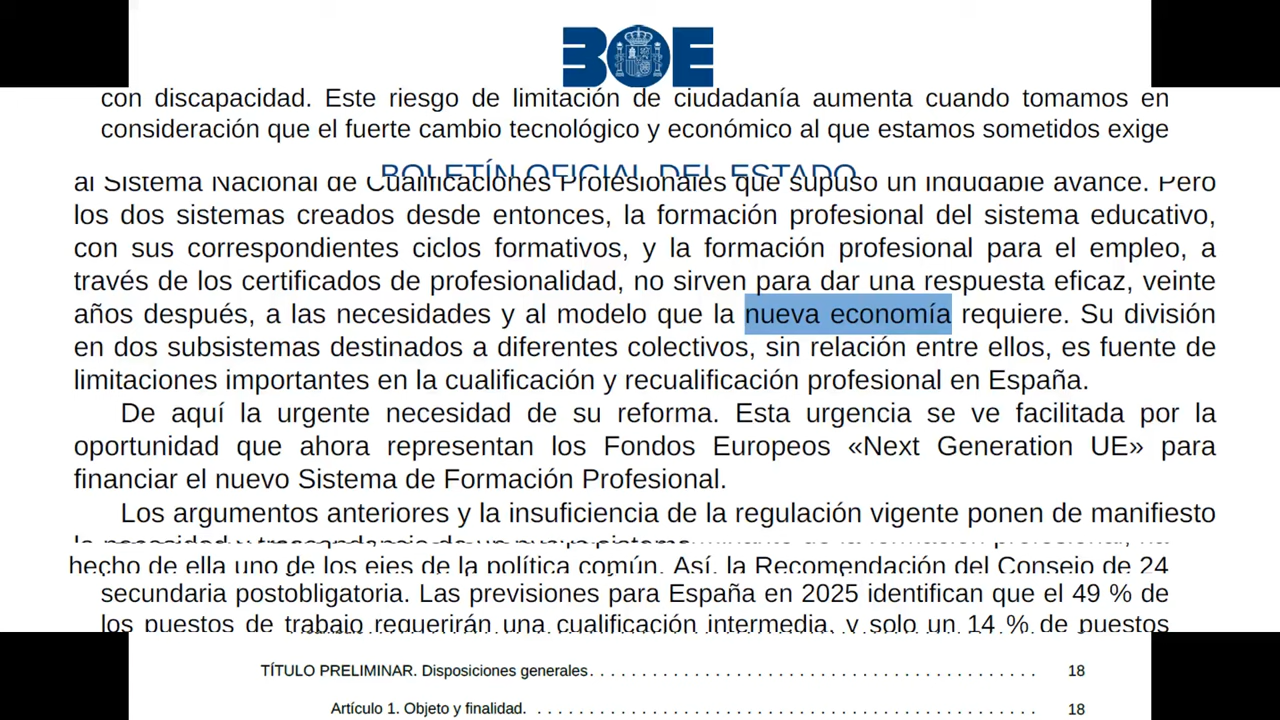 BOE
con discapacidad. Este riesgo de limitación de ciudadanía aumenta cuando tomamos en
consideración que el fuerte cambio tecnológico y económico al que estamos sometidos exige
BOLETÍN OFICIAL DEL ESTADO
al Sistema Nacional de Cualificaciones Profesionales que supuso un indudable avance. Pero
los dos sistemas creados desde entonces, la formación profesional del sistema educativo,
con sus correspondientes ciclos formativos, y la formación profesional para el empleo, a
través de los certificados de profesionalidad, no sirven para dar una respuesta eficaz, veinte
años después, a las necesidades y al modelo que la nueva economía requiere. Su división
en dos subsistemas destinados a diferentes colectivos, sin relación entre ellos, es fuente de
limitaciones importantes en la cualificación y recualificación profesional en España.
De aquí la urgente necesidad de su reforma. Esta urgencia se ve facilitada por la
oportunidad que ahora representan los Fondos Europeos «Next Generation UE» para
financiar el nuevo Sistema de Formación Profesional.
Los argumentos anteriores y la insuficiencia de la regulación vigente ponen de manifiesto
hecho de ella uno de los ejes de la política común. Así, la Recomendación del Consejo de 24
secundaria postobligatoria. Las previsiones para España en 2025 identifican que el 49 % de
los puestos de trabajo requerirán una cualificación intermedia, y solo un 14 % de puestos
TÍTULO PRELIMINAR. Disposiciones generales. . . . . . . . . . . . . . . . . . . . . . . . . . . . . . . . . . . . . . . . . 18
Artículo 1. Objeto y finalidad. . . . . . . . . . . . . . . . . . . . . . . . . . . . . . . . . . . . . . . . . . . . . . . 18